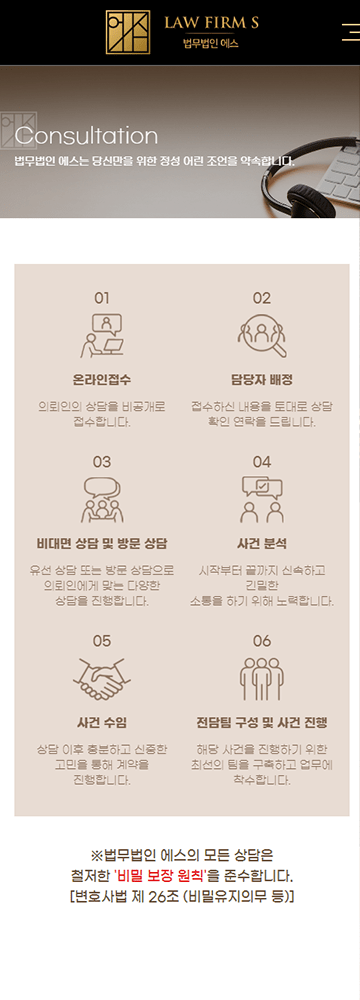 LAW FIRM S
법무법인 에스
Consultation
법무법인 에스는 당신만을 위한 정성 어린 조언을 약속합니다.
01
온라인접수
의뢰인의 상담을 비공개로
접수합니다.
02
담당자 배정
접수하신 내용을 토대로 상담
확인 연락을 드립니다.
03
비대면 상담 및 방문 상담
유선 상담 또는 방문 상담으로
의뢰인에게 맞는 다양한
상담을 진행합니다.
04
사건 분석
시작부터 끝까지 신속하고
긴밀한
소통을 하기 위해 노력합니다.
05
사건 수임
상담 이후 충분하고 신중한
고민을 통해 계약을
진행합니다.
06
전담팀 구성 및 사건 진행
해당 사건을 진행하기 위한
최선의 팀을 구축하고 업무에
착수합니다.
※법무법인 에스의 모든 상담은
철저한 '비밀 보장 원칙'을 준수합니다.
[변호사법 제 26조 (비밀유지의무 등)]